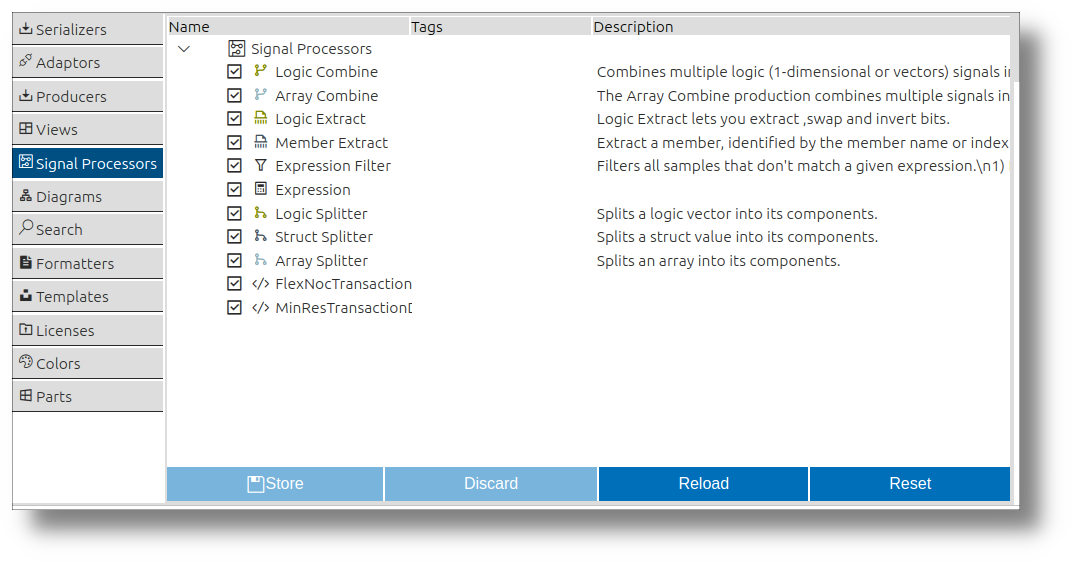 Serializers
Adaptors
Producers
Views
Signal Processors
Diagrams
Search
Formatters
Templates
Licenses
Colors
Parts
Name Tags Description
Signal Processors
Logic Combine Combines multiple logic (1-dimensional or vectors) signals i
Array Combine The Array Combine production combines multiple signals in
Logic Extract Logic Extract lets you extract ,swap and invert bits.
Member Extract Extract a member, identified by the member name or index
Expression Filter Filters all samples that don't match a given expression.\n1)
Expression
Logic Splitter Splits a logic vector into its components.
Struct Splitter Splits a struct value into its components.
Array Splitter Splits an array into its components.
FlexNocTransaction
MinResTransaction
Store Discard Reload Reset